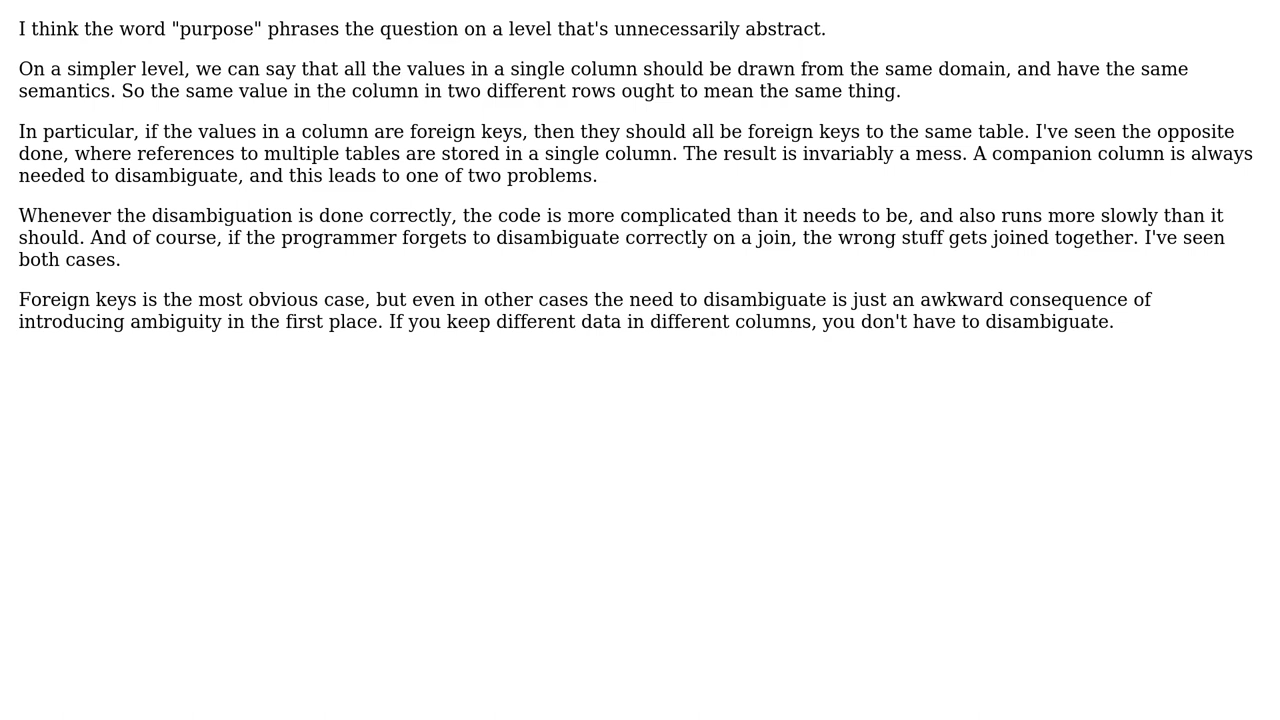 I think the word "purpose" phrases the question on a level that's unnecessarily abstract.
On a simpler level, we can say that all the values in a single column should be drawn from the same domain, and have the same
semantics. So the same value in the column in two different rows ought to mean the same thing.
In particular, if the values in a column are foreign keys, then they should all be foreign keys to the same table. I've seen the opposite
done, where references to multiple tables are stored in a single column. The result is invariably a mess. A companion column is always
needed to disambiguate, and this leads to one of two problems.
Whenever the disambiguation is done correctly, the code is more complicated than it needs to be, and also runs more slowly than it
should. And of course, if the programmer forgets to disambiguate correctly on a join, the wrong stuff gets joined together. I've seen
both cases.
Foreign keys is the most obvious case, but even in other cases the need to disambiguate is just an awkward consequence of
introducing ambiguity in the first place. If you keep different data in different columns, you don't have to disambiguate.